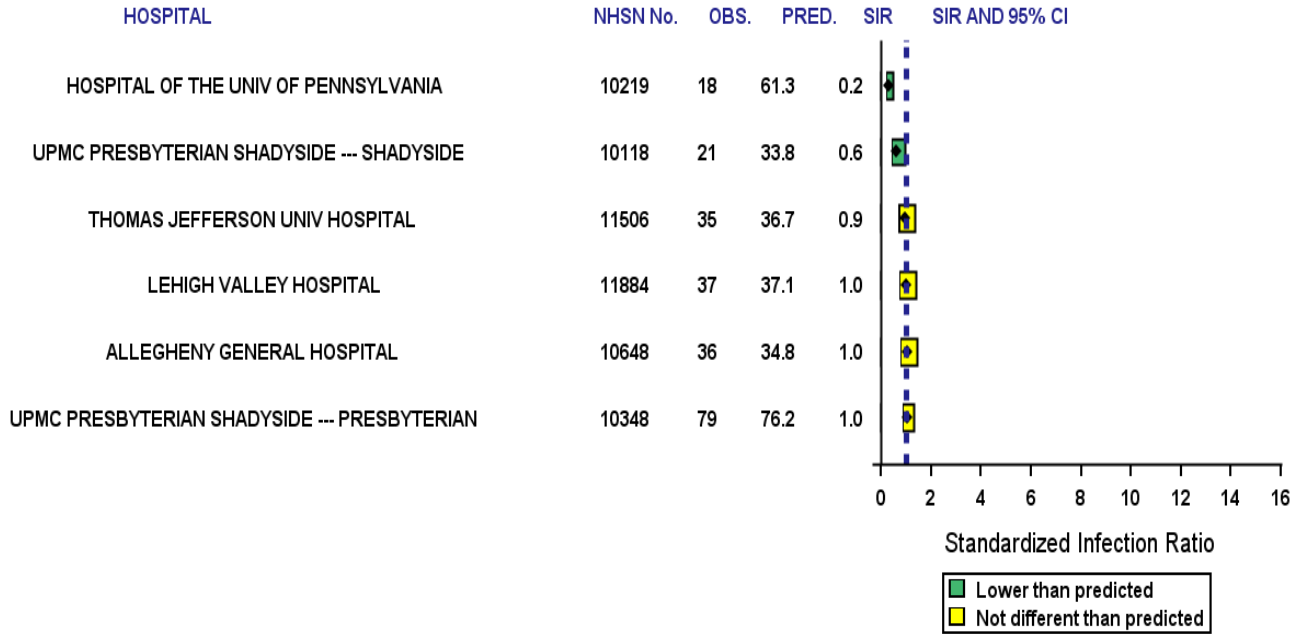 HOSPITAL NHSN No. OBS. PRED. SIR SIR AND 95% CI
HOSPITAL OF THE UNIV OF PENNSYLVANIA 10219 18 61.3 0.2
UPMC PRESBYTERIAN SHADYSIDE --- SHADYSIDE 10118 21 33.8 0.6
THOMAS JEFFERSON UNIV HOSPITAL 11506 35 36.7 0.9
LEHIGH VALLEY HOSPITAL 11884 37 37.1 1.0
ALLEGHENY GENERAL HOSPITAL 10648 36 34.8 1.0
UPMC PRESBYTERIAN SHADYSIDE --- PRESBYTERIAN 10348 79 76.2 1.0
0 2 4 6 8 10 12 14 16
Standardized Infection Ratio
Lower than predicted
Not different than predicted